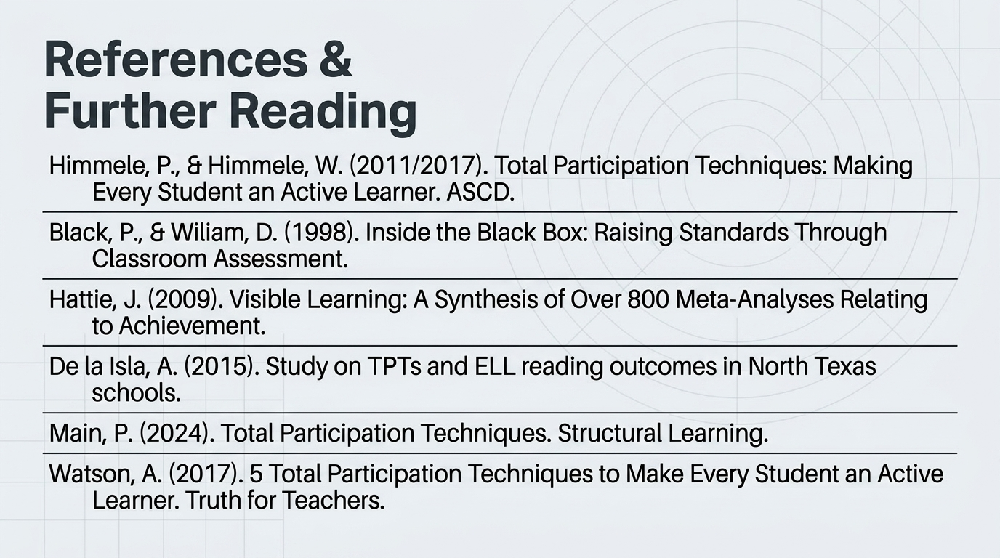 References &
Further Reading
Himmele, P., & Himmele, W. (2011/2017). Total Participation Techniques: Making
Every Student an Active Learner. ASCD.
Black, P., & Wiliam, D. (1998). Inside the Black Box: Raising Standards Through
Classroom Assessment.
Hattie, J. (2009). Visible Learning: A Synthesis of Over 800 Meta-Analyses Relating
to Achievement.
De la Isla, A. (2015). Study on TPTs and ELL reading outcomes in North Texas
schools.
Main, P. (2024). Total Participation Techniques. Structural Learning.
Watson, A. (2017). 5 Total Participation Techniques to Make Every Student an Active
Learner. Truth for Teachers.